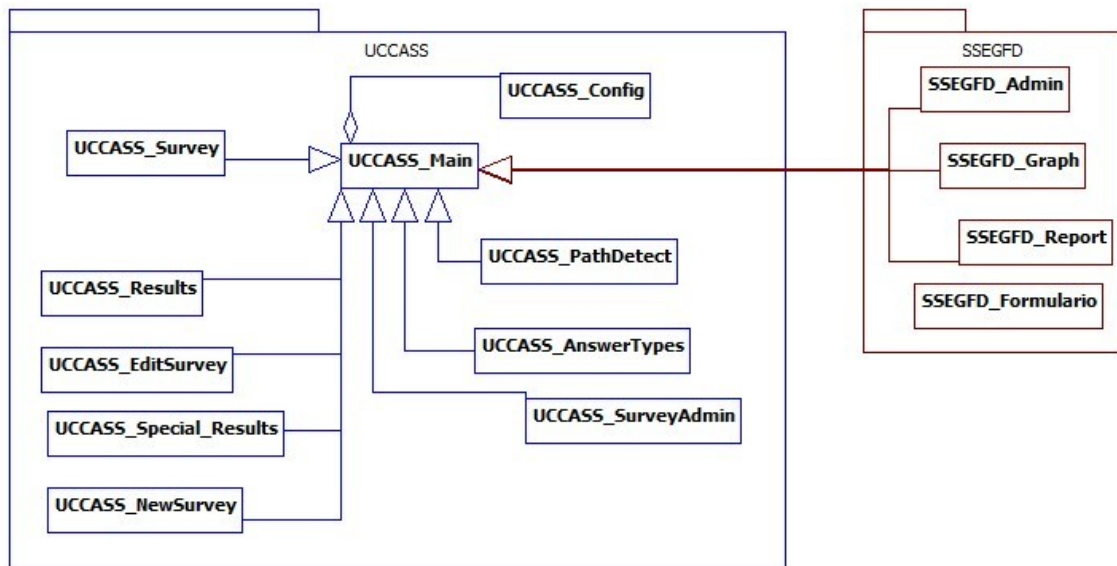 UCCASS
SSEGFD
UCCASS_Config
SSEGFD_Admin
UCCASS_Survey
UCCASS_Main
SSEGFD_Graph
SSEGFD_Report
UCCASS_PathDetect
UCCASS_Results
SSEGFD_Formulario
UCCASS_AnswerTypes
UCCASS_EditSurvey
UCCASS_SurveyAdmin
UCCASS_Special_Results
UCCASS_NewSurvey